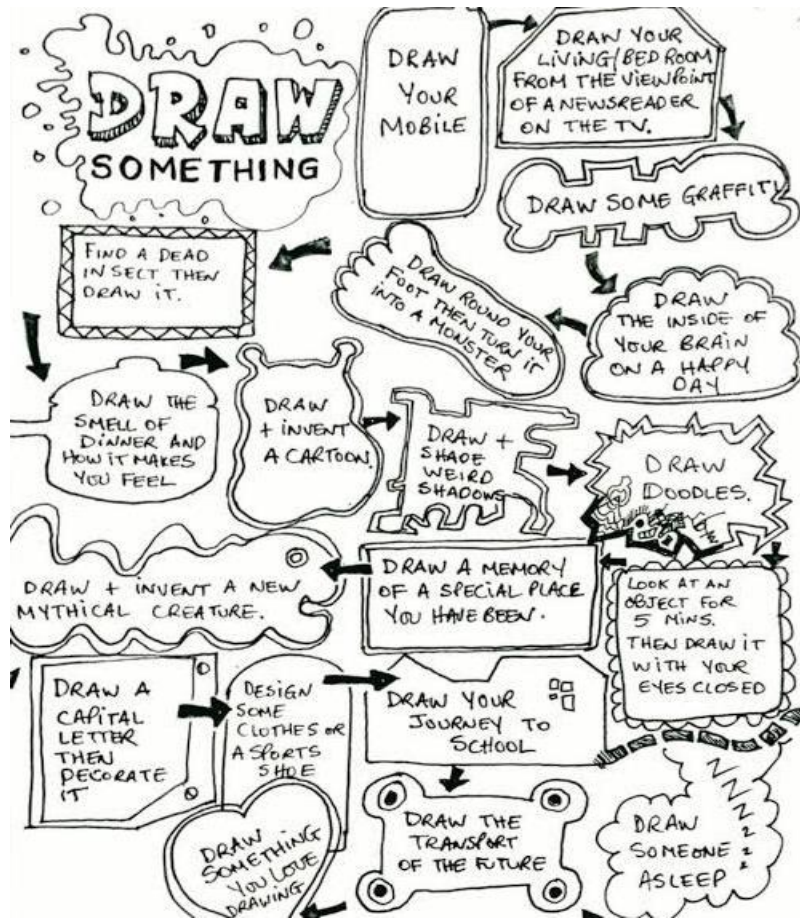 DRAW
SOMETHING
DRAW
YOUR
MOBILE
DRAW YOUR
LIVING/BED ROOM
FROM THE VIEWPOINT
OF A NEWSREADER
ON THE TV.
DRAW SOME GRAFFITI
DRAW
THE INSIDE OF
YOUR BRAIN
ON A HAPPY
DAY
DRAW ROUND YOUR
FOOT THEN TURN IT
INTO A MONSTER
FIND A DEAD
INSECT THEN
DRAW IT.
DRAW THE
SMELL OF
DINNER AND
HOW IT MAKES
YOU FEEL
DRAW
+ INVENT
A CARTOON.
DRAW +
SHADE
WEIRD
SHADOWS
DRAW
DOODLES.
LOOK AT AN
OBJECT FOR
5 MINS.
THEN DRAW IT
WITH YOUR
EYES CLOSED
DRAW A MEMORY
OF A SPECIAL PLACE
YOU HAVE BEEN.
DRAW + INVENT A NEW
MYTHICAL CREATURE.
DRAW A
CAPITAL
LETTER
THEN
DECORATE
IT
DESIGN
SOME
CLOTHES OR
A SPORTS
SHOE
DRAW YOUR
JOURNEY TO
SCHOOL
DRAW THE
TRANSPORT
OF THE FUTURE
DRAW
SOMETHING
YOU LOVE
DRAWING
Z Z Z Z Z Z
DRAW
SOMEONE
ASLEEP